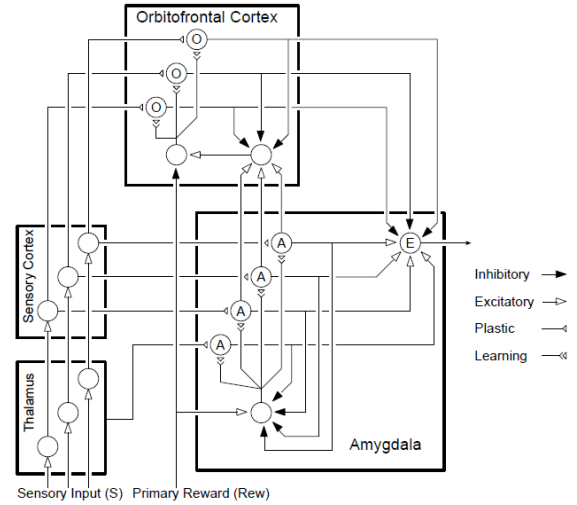 Orbitofrontal Cortex
O
O
O
Sensory Cortex
A
E
A
A
A
Inhibitory
Excitatory
Plastic
Learning
Thalamus
Amygdala
Sensory Input (S) Primary Reward (Rew)